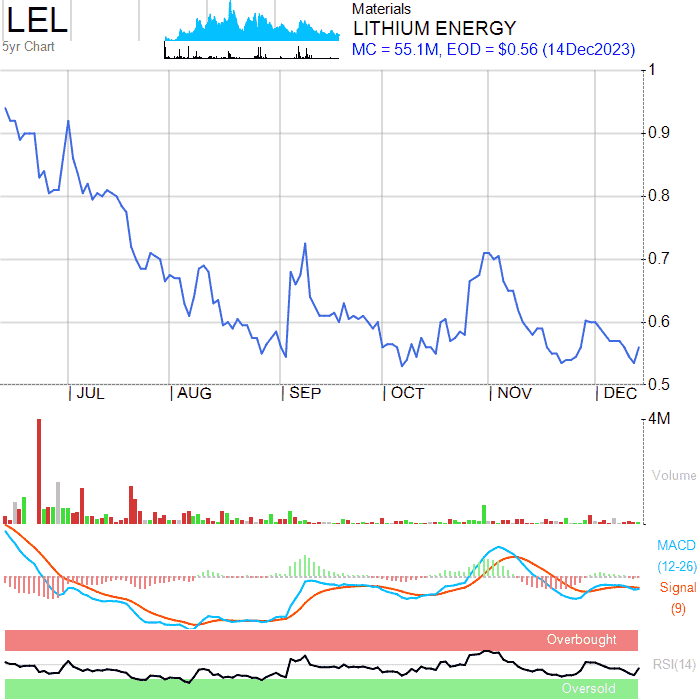 LEL
5yr Chart
Materials
LITHIUM ENERGY
MC = 55.1M, EOD = $0.56 (14Dec2023)
1
0.9
0.8
0.7
0.6
0.5
JUL
AUG
SEP
OCT
NOV
DEC
4M
Volume
MACD
(12-26)
Signal
(9)
Overbought
RSI(14)
Oversold